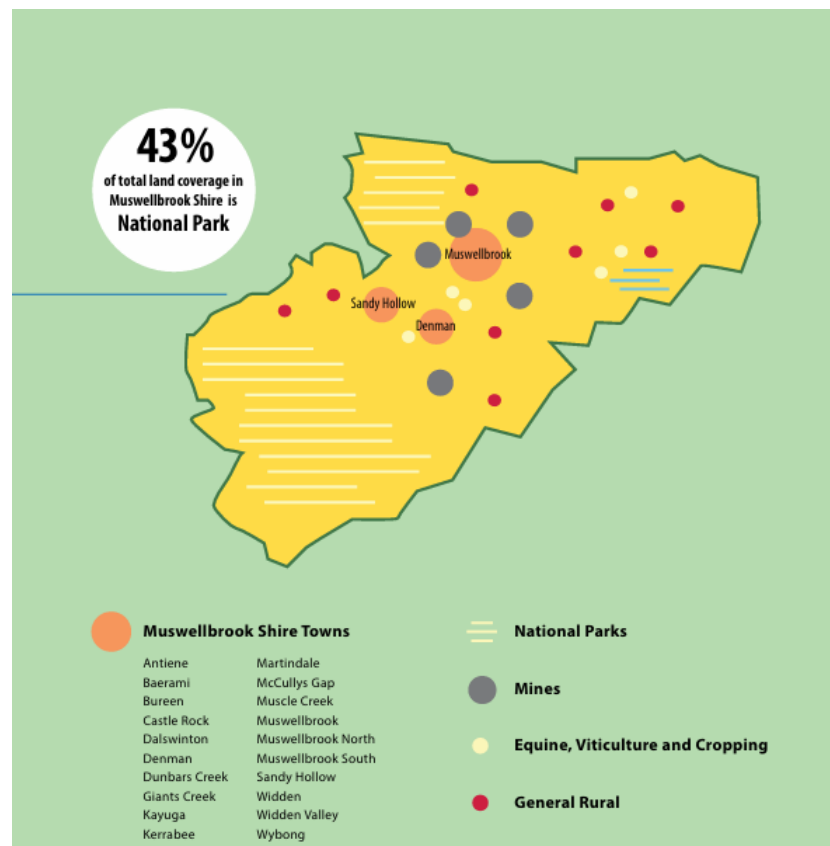 43%
of total land coverage in
Muswellbrook Shire is
National Park
Muswellbrook
Sandy Hollow
Denman
Muswellbrook Shire Towns
Antiene
Baerami
Bureen
Castle Rock
Dalswinton
Denman
Dunbars Creek
Giants Creek
Kayuga
Kerrabee
Martindale
McCullys Gap
Muscle Creek
Muswellbrook
Muswellbrook North
Muswellbrook South
Sandy Hollow
Widden
Widden Valley
Wybong
National Parks
Mines
Equine, Viticulture and Cropping
General Rural